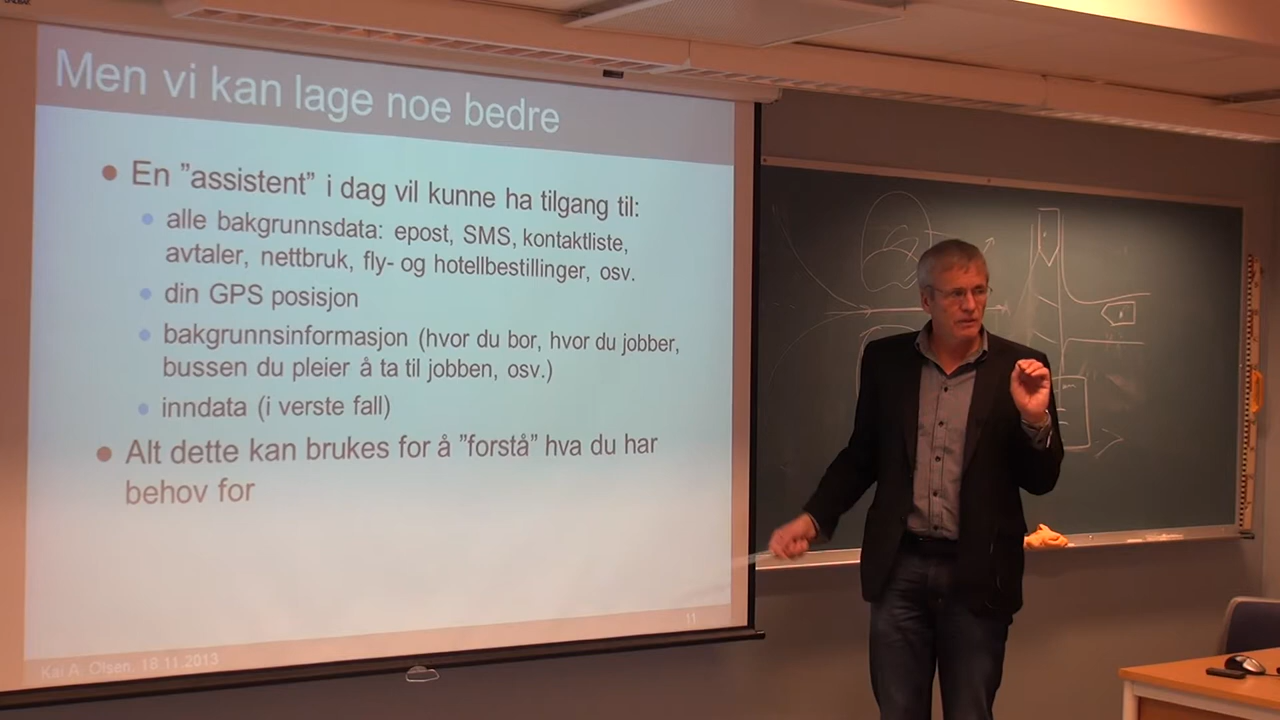 Men vi kan lage noe bedre
En ”assistent” i dag vil kunne ha tilgang til:
alle bakgrunnsdata: epost, SMS, kontaktliste,
avtaler, nettbruk, fly- og hotellbestillinger, osv.
din GPS posisjon
bakgrunnsinformasjon (hvor du bor, hvor du jobber,
bussen du pleier å ta til jobben, osv.)
inndata (i verste fall)
Alt dette kan brukes for å ”forstå” hva du har
behov for
11
Kai A. Olsen, 18.11.2013